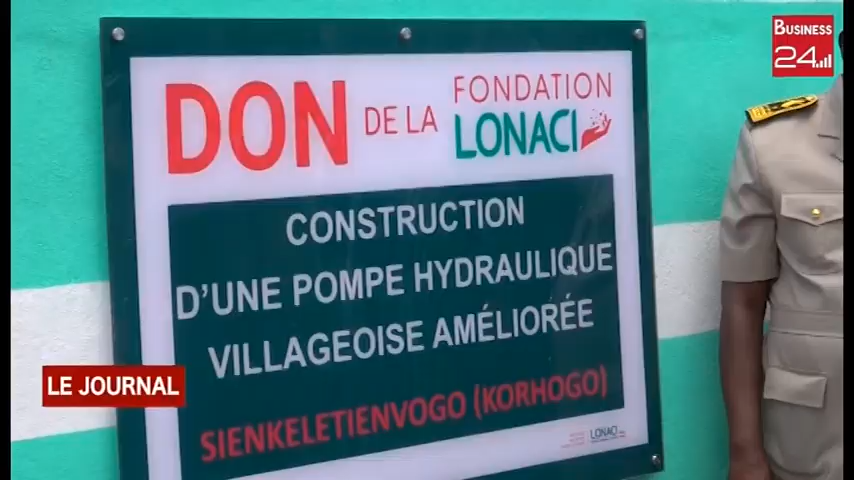 BUSINESS
24
DON DE LA FONDATION
LONACI
CONSTRUCTION
D'UNE POMPE HYDRAULIQUE
VILLAGEOISE AMÉLIORÉE
SIENKELETIENVOGO (KORHOGO)
LONACI
LE JOURNAL